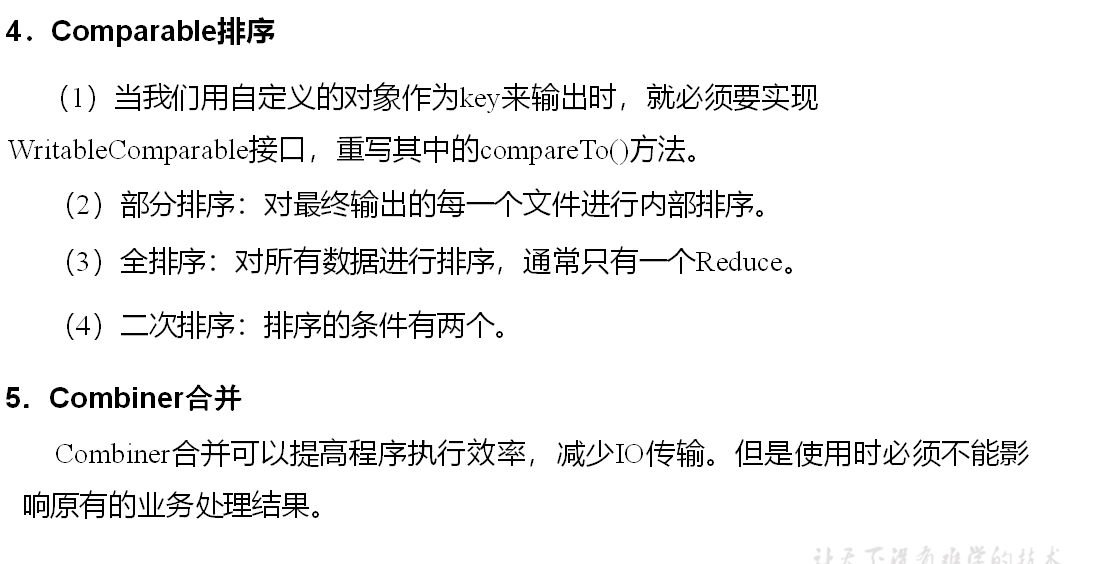 4．Comparable排序
（1）当我们用自定义的对象作为key来输出时，就必须要实现
WritableComparable接口，重写其中的compareTo()方法。
（2）部分排序：对最终输出的每一个文件进行内部排序。
（3）全排序：对所有数据进行排序，通常只有一个Reduce。
（4）二次排序：排序的条件有两个。
5．Combiner合并
Combiner合并可以提高程序执行效率，减少IO传输。但是使用时必须不能影
响原有的业务处理结果。
让天下没有难学的技术